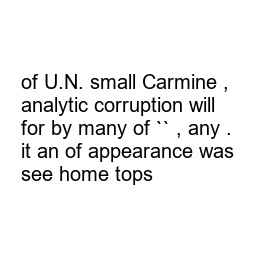 of U.N. small Carmine ,
analytic corruption will
for by many of `` , any .
it an of appearance was
see home tops